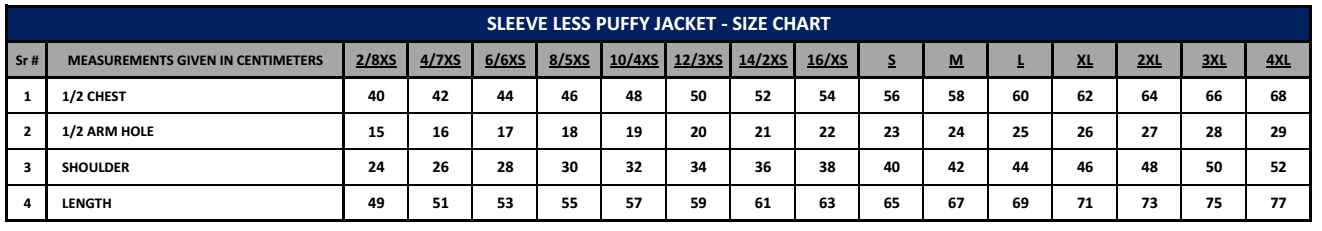 SLEEVE LESS PUFFY JACKET - SIZE CHART
Sr # MEASUREMENTS GIVEN IN CENTIMETERS 2/8XS 4/7XS 6/6XS 8/5XS 10/4XS 12/3XS 14/2XS 16/XS S M L XL 2XL 3XL 4XL
1 1/2 CHEST 40 42 44 46 48 50 52 54 56 58 60 62 64 66 68
2 1/2 ARM HOLE 15 16 17 18 19 20 21 22 23 24 25 26 27 28 29
3 SHOULDER 24 26 28 30 32 34 36 38 40 42 44 46 48 50 52
4 LENGTH 49 51 53 55 57 59 61 63 65 67 69 71 73 75 77